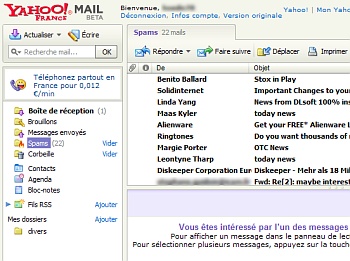 YAHOO! MAIL
FRANCE BETA
Bienvenue,
Déconnexion, Infos compte, Version originale
Yahoo! | Mon Yaho
Actualiser Écrire
Recherche mail OK
Téléphonez partout en
France pour 0,012
€/min
Boîte de réception (1)
Brouillons
Messages envoyés
Spams (22) Vider
Corbeille Vider
Contacts
Agenda
Bloc-notes
Fils RSS Ajouter
Mes dossiers Ajouter
divers
Spams 22 mails
Répondre Faire suivre Déplacer Imprimer
De Objet
Benito Ballard Stox in Play
Solidinternet Important Changes to your
Linda Yang News from DLsoft 100% ins
Maas Kyler today news
Alienware Get your FREE* Alienware G
Ringtones Do you want thousands of r
Margie Porter OTC News
Leontyne Tharp today news
Diskeeper Corporation Eur Diskeeper - Mehr als 18 Mil
Fwd: Re[2]: maybe interest
Vous êtes intéressé par l'un des messages
Pour afficher un message dans le panneau de lect
Pour sélectionner plusieurs messages, appuyez sur la touche